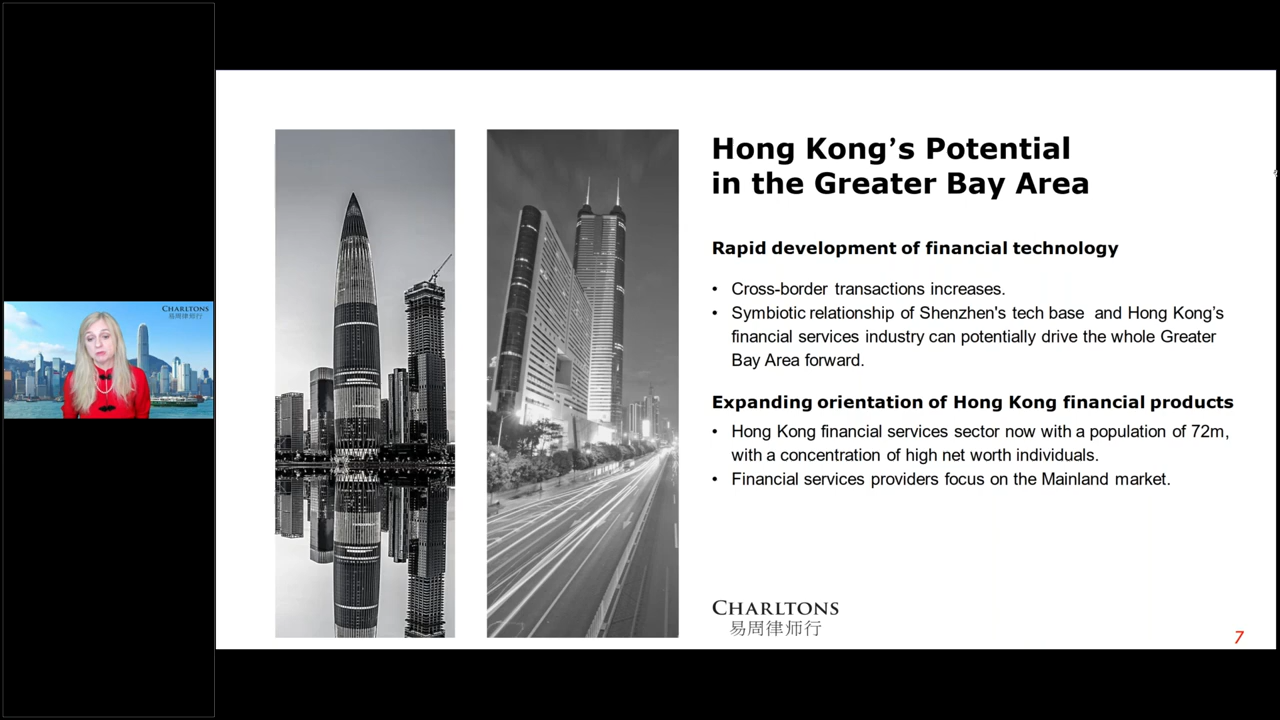 CHARLTONS
易周律师行
Hong Kong’s Potential
in the Greater Bay Area
Rapid development of financial technology
• Cross-border transactions increases.
• Symbiotic relationship of Shenzhen's tech base and Hong Kong’s
financial services industry can potentially drive the whole Greater
Bay Area forward.
Expanding orientation of Hong Kong financial products
• Hong Kong financial services sector now with a population of 72m,
with a concentration of high net worth individuals.
• Financial services providers focus on the Mainland market.
CHARLTONS
易周律师行
7